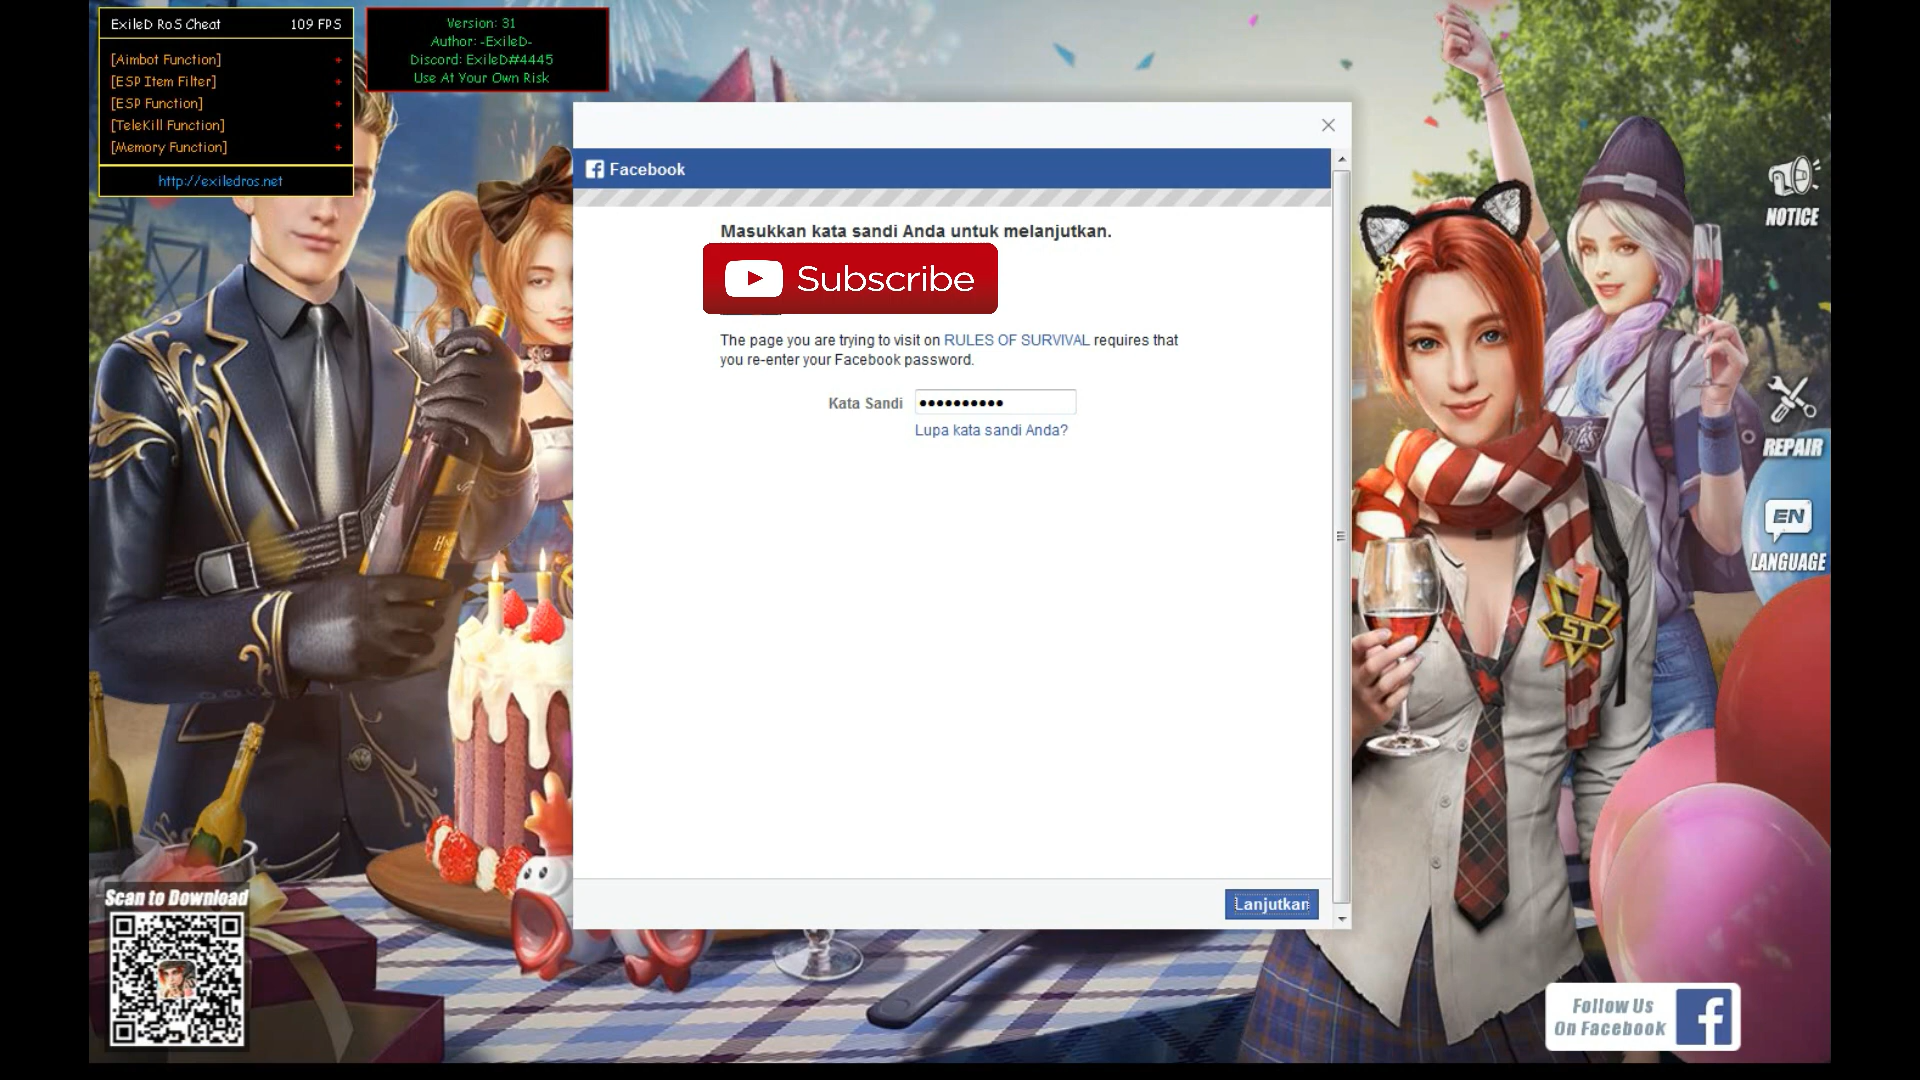 ExileD RoS Cheat 109 FPS
[Aimbot Function] +
[ESP Item Filter] +
[ESP Function] +
[TeleKill Function] +
[Memory Function] +
http://exiledros.net
Version: 31
Author: -ExileD-
Discord: ExileD#4445
Use At Your Own Risk
Facebook
Masukkan kata sandi Anda untuk melanjutkan.
Subscribe
The page you are trying to visit on RULES OF SURVIVAL requires that
you re-enter your Facebook password.
Kata Sandi
Lupa kata sandi Anda?
Lanjutkan
NOTICE
REPAIR
EN
LANGUAGE
ST
Scan to Download
Follow Us
On Facebook